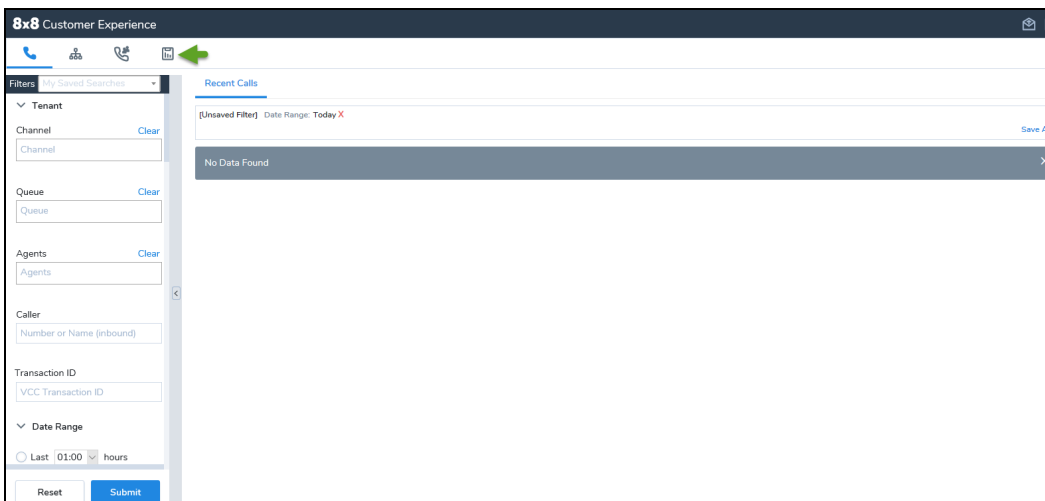 8x8 Customer Experience
Filters My Saved Searches
Recent Calls
Tenant
[Unsaved Filter] Date Range: Today X
Channel Clear
Save A
Channel
No Data Found
Queue Clear
Queue
Agents Clear
Agents
Caller
Number or Name (inbound)
Transaction ID
VCC Transaction ID
Date Range
Last 01:00 hours
Reset Submit